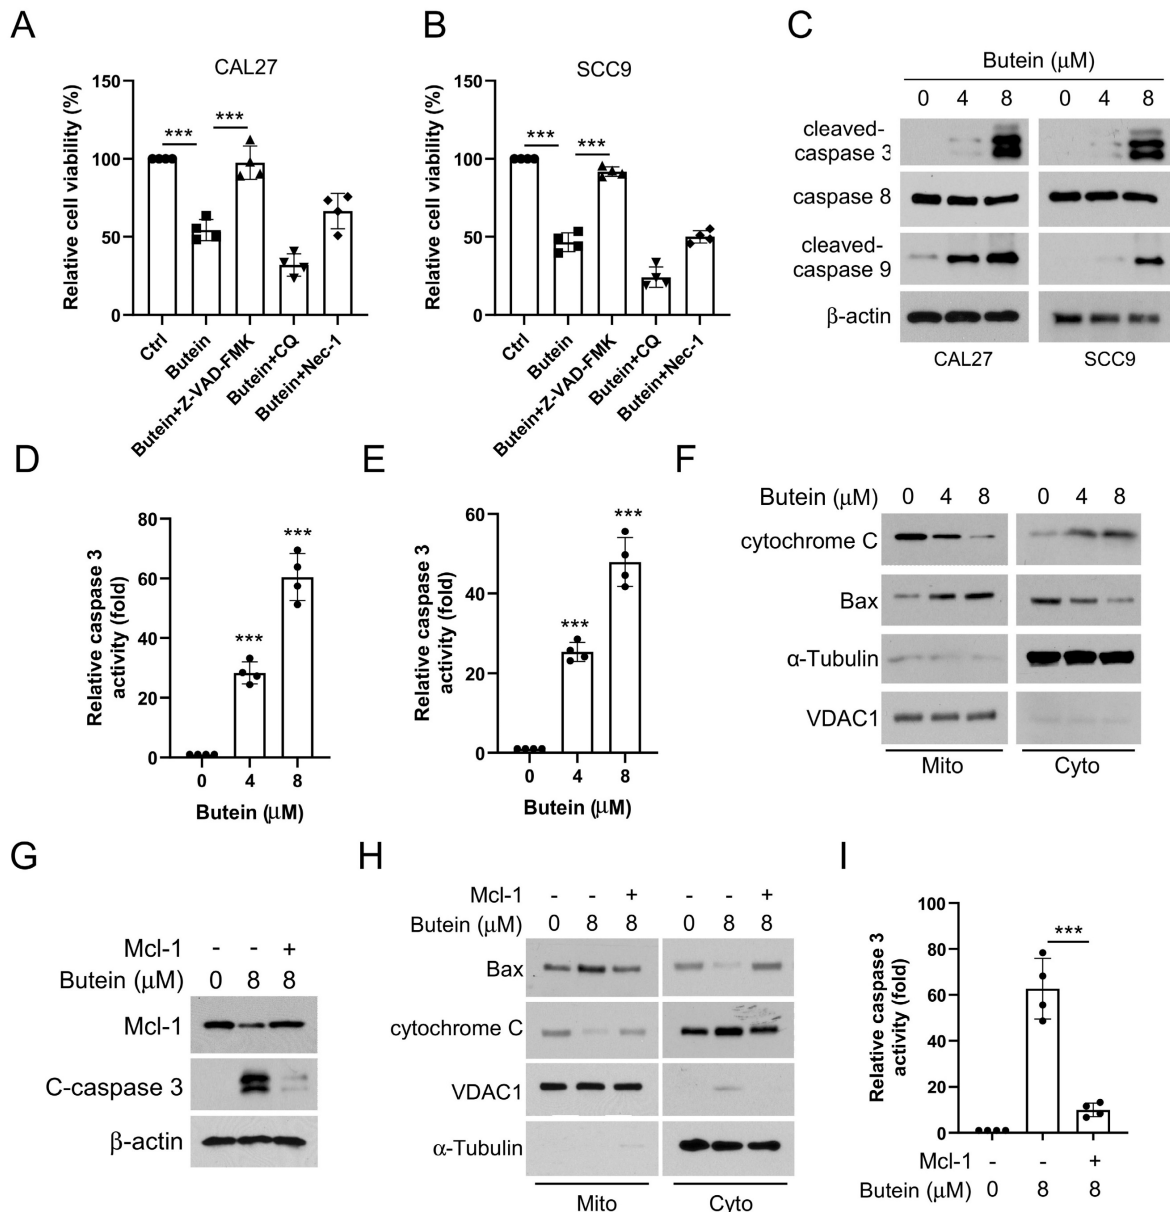 A
CAL27
Relative cell viability (%)
150
100
50
0
***
***
Ctrl
Butein
Butein+Z-VAD-FMK
Butein+CQ
Butein+Nec-1
B
SCC9
Relative cell viability (%)
150
100
50
0
***
***
Ctrl
Butein
Butein+Z-VAD-FMK
Butein+CQ
Butein+Nec-1
C
Butein (μM)
0 4 8 0 4 8
cleaved-
caspase 3
caspase 8
cleaved-
caspase 9
β-actin
CAL27 SCC9
D
Relative caspase 3
activity (fold)
80
60
40
20
0
***
***
0 4 8
Butein (μM)
E
Relative caspase 3
activity (fold)
60
40
20
0
***
***
0 4 8
Butein (μM)
F
Butein (μM) 0 4 8 0 4 8
cytochrome C
Bax
α-Tubulin
VDAC1
Mito Cyto
G
Mcl-1 - - +
Butein (μM) 0 8 8
Mcl-1
C-caspase 3
β-actin
H
Mcl-1 - - + - - +
Butein (μM) 0 8 8 0 8 8
Bax
cytochrome C
VDAC1
α-Tubulin
Mito Cyto
I
Relative caspase 3
activity (fold)
100
80
60
40
20
0
***
Mcl-1 - - +
Butein (μM) 0 8 8